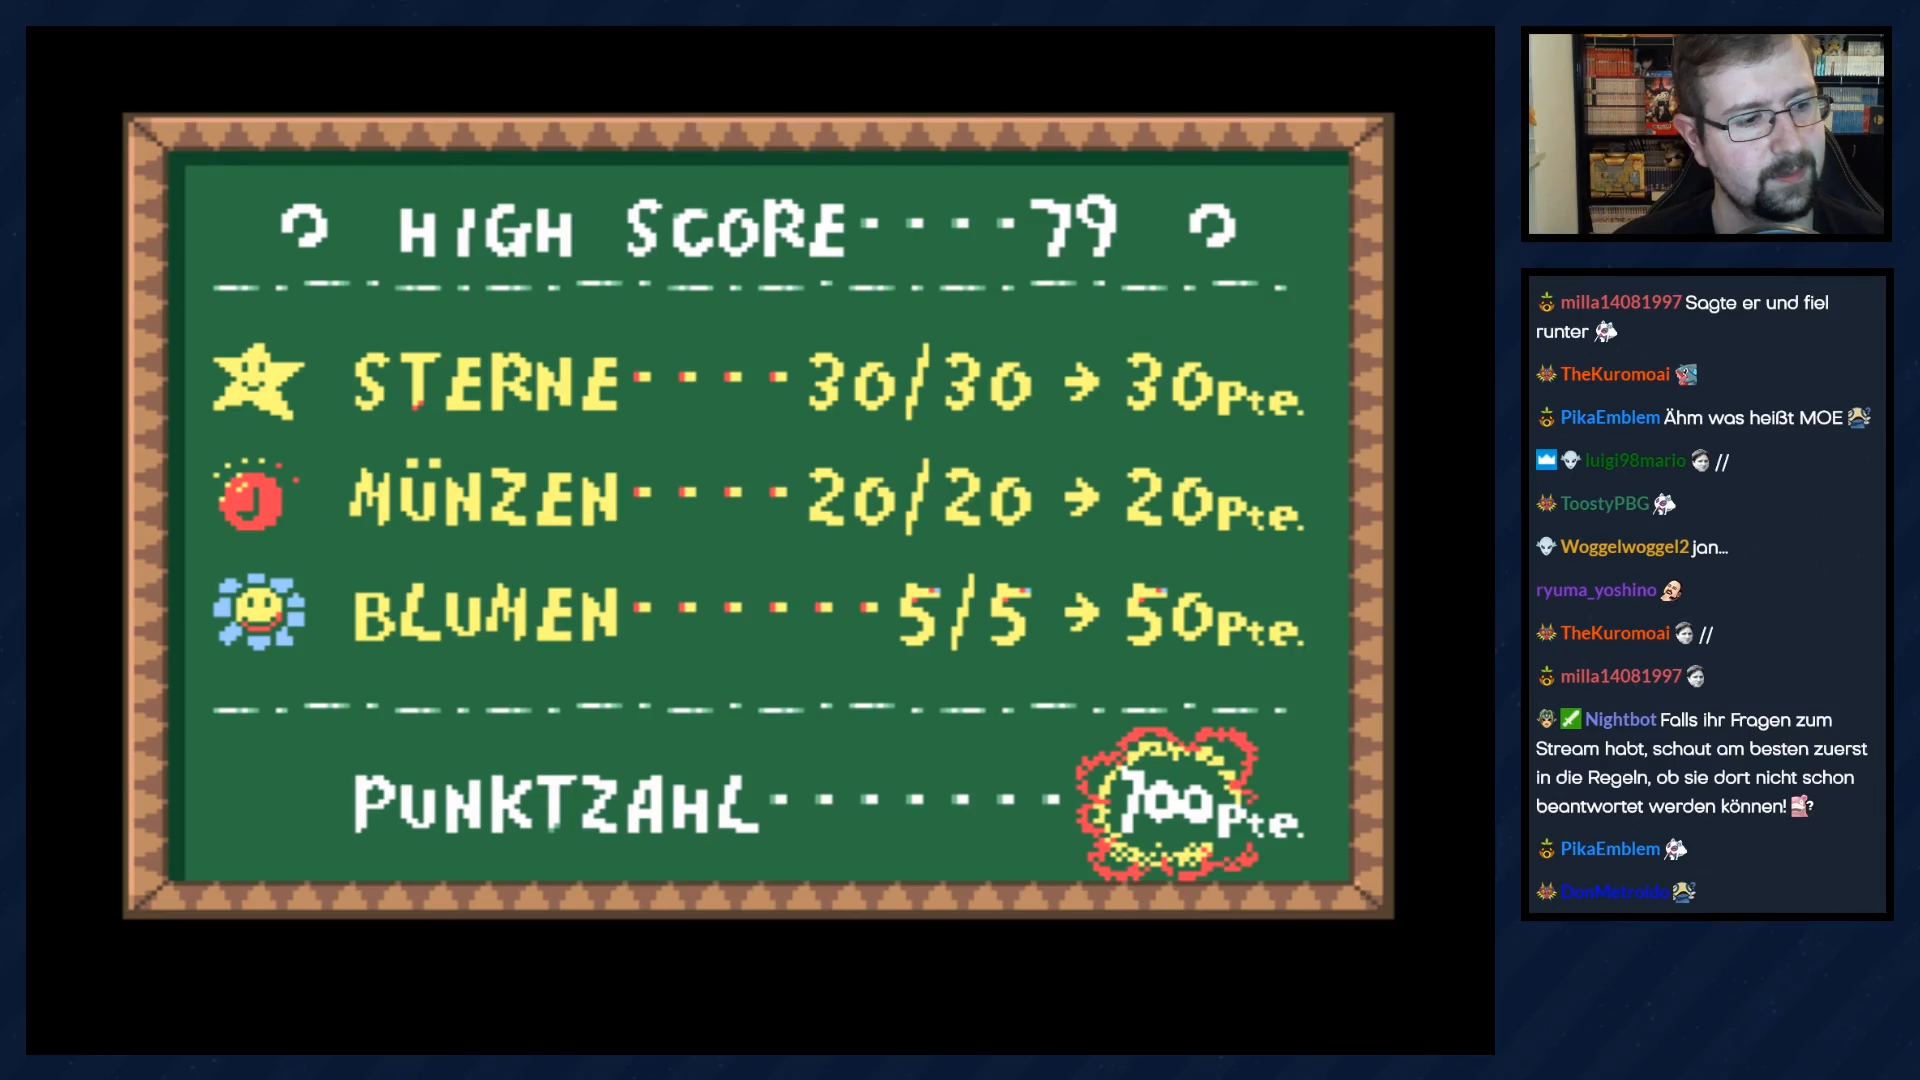 HIGH SCORE····79
STERNE····30/30→30Pte.
MÜNZEN····20/20→20Pte.
BLUMEN······5/5→50Pte.
PUNKTZAHL·······100Pte.
milla14081997 Sagte er und fiel
runter
TheKuromoai
PikaEmblem Ähm was heißt MOE
luigi98mario //
ToostyPBG
Woggelwoggel2 jan...
ryuma_yoshino
TheKuromoai //
milla14081997
Nightbot Falls ihr Fragen zum
Stream habt, schaut am besten zuerst
in die Regeln, ob sie dort nicht schon
beantwortet werden können! ?
PikaEmblem
DonMetroido